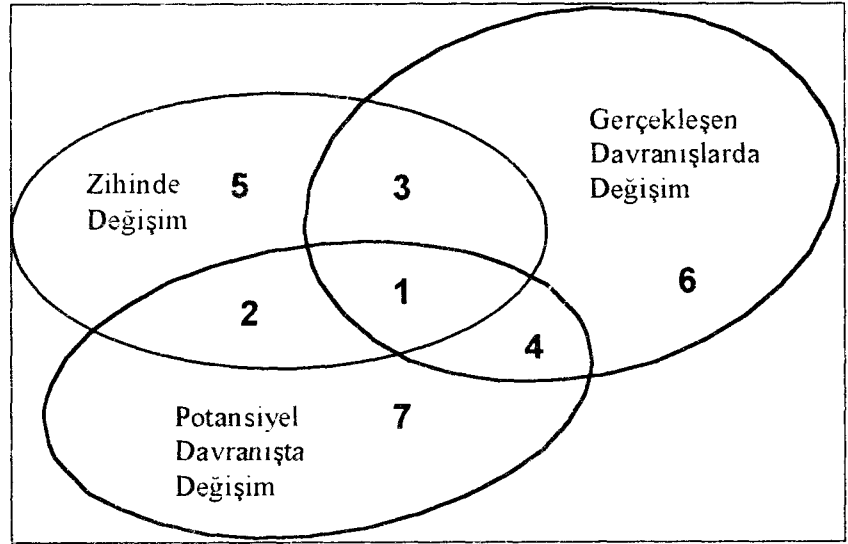 Gerçekleşen
Davranışlarda
Değişim
Zihinde
Değişim
5
3
6
2
1
4
Potansiyel
Davranışta
Değişim
7